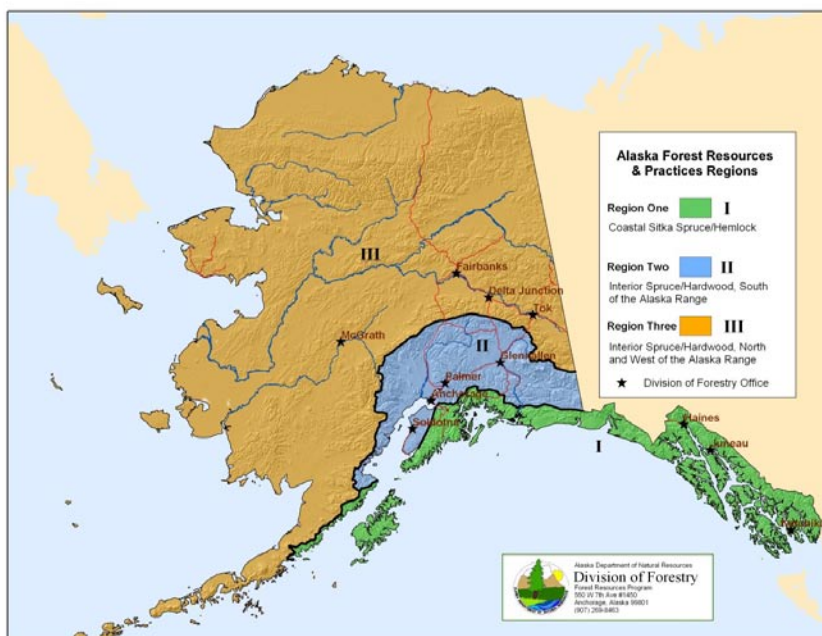 Alaska Forest Resources
& Practices Regions
Region One I
Coastal Sitka Spruce/Hemlock
Region Two II
Interior Spruce/Hardwood, South
of the Alaska Range
Region Three III
Interior Spruce/Hardwood, North
and West of the Alaska Range
Division of Forestry Office
III
Fairbanks
Delta Junction
Tok
McGrath
II
Glennallen
Palmer
Anchorage
Soldotna
I
Haines
Juneau
Alaska Department of Natural Resources
Division of Forestry
Forest Resources Program
550 W 7th Ave #1450
Anchorage, Alaska 99501
(907) 269-8463